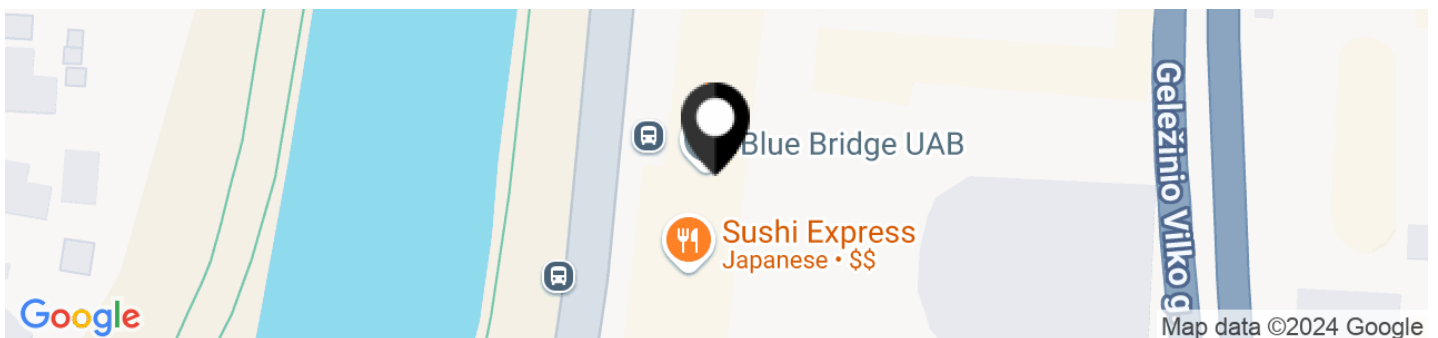 Blue Bridge UAB
Sushi Express
Japanese • $$
Geležinio Vilko g
Google
Map data ©2024 Google